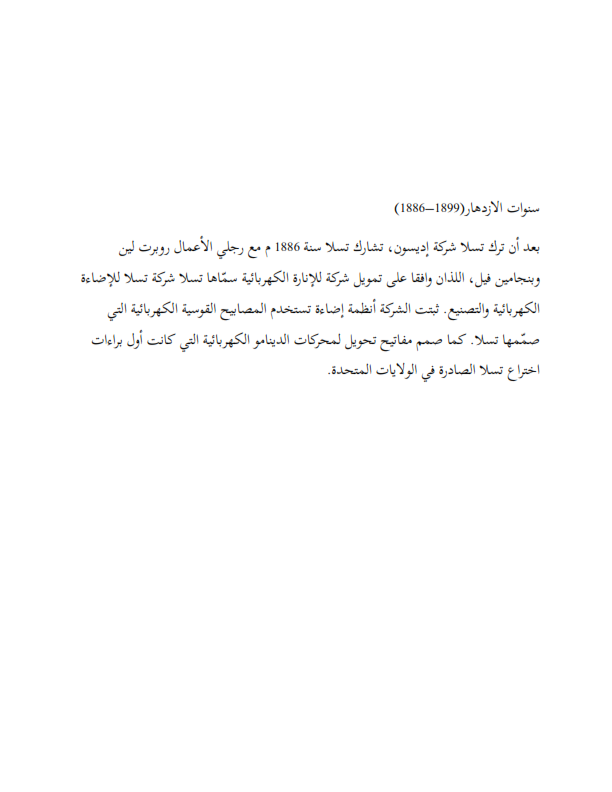 سنوات الازدهار(1886–1899)
بعد أن ترك تسلا شركة إديسون، تشارك تسلا سنة 1886 م مع رجلي الأعمال روبرت لين
وبنجامين فيل، اللذان وافقا على تمويل شركة للإنارة الكهربائية سمّاها تسلا شركة تسلا للإضاءة
الكهربائية والتصنيع. ثبتت الشركة أنظمة إضاءة تستخدم المصابيح القوسية الكهربائية التي
صمّمها تسلا. كما صمم مفاتيح تحويل لمحركات الدينامو الكهربائية التي كانت أول براءات
اختراع تسلا الصادرة في الولايات المتحدة.